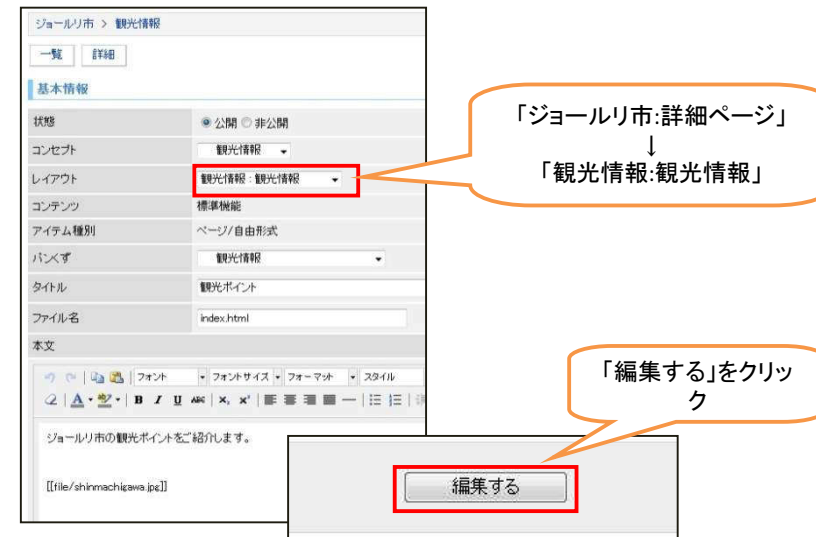 ジョールリ市 > 観光情報
一覧 詳細
基本情報
状態 公開 非公開
コンセプト 観光情報
レイアウト 観光情報：観光情報
コンテンツ 標準機能
アイテム種別 ページ/自由形式
パンくず 観光情報
タイトル 観光ポイント
ファイル名 index.html
本文
フォント フォントサイズ フォーマット スタイル
ジョールリ市の観光ポイントをご紹介します。
[[file/shinmachigawa.jpg]]
「ジョールリ市:詳細ページ」
↓
「観光情報:観光情報」
「編集する」をクリッ
ク
編集する